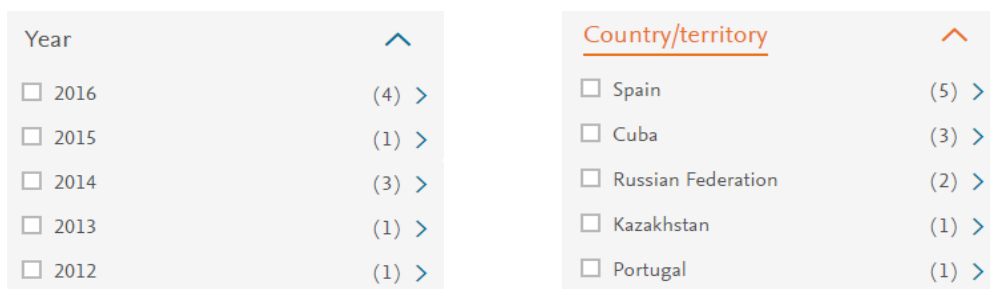 Year
2016 (4)
2015 (1)
2014 (3)
2013 (1)
2012 (1)
Country/territory
Spain (5)
Cuba (3)
Russian Federation (2)
Kazakhstan (1)
Portugal (1)